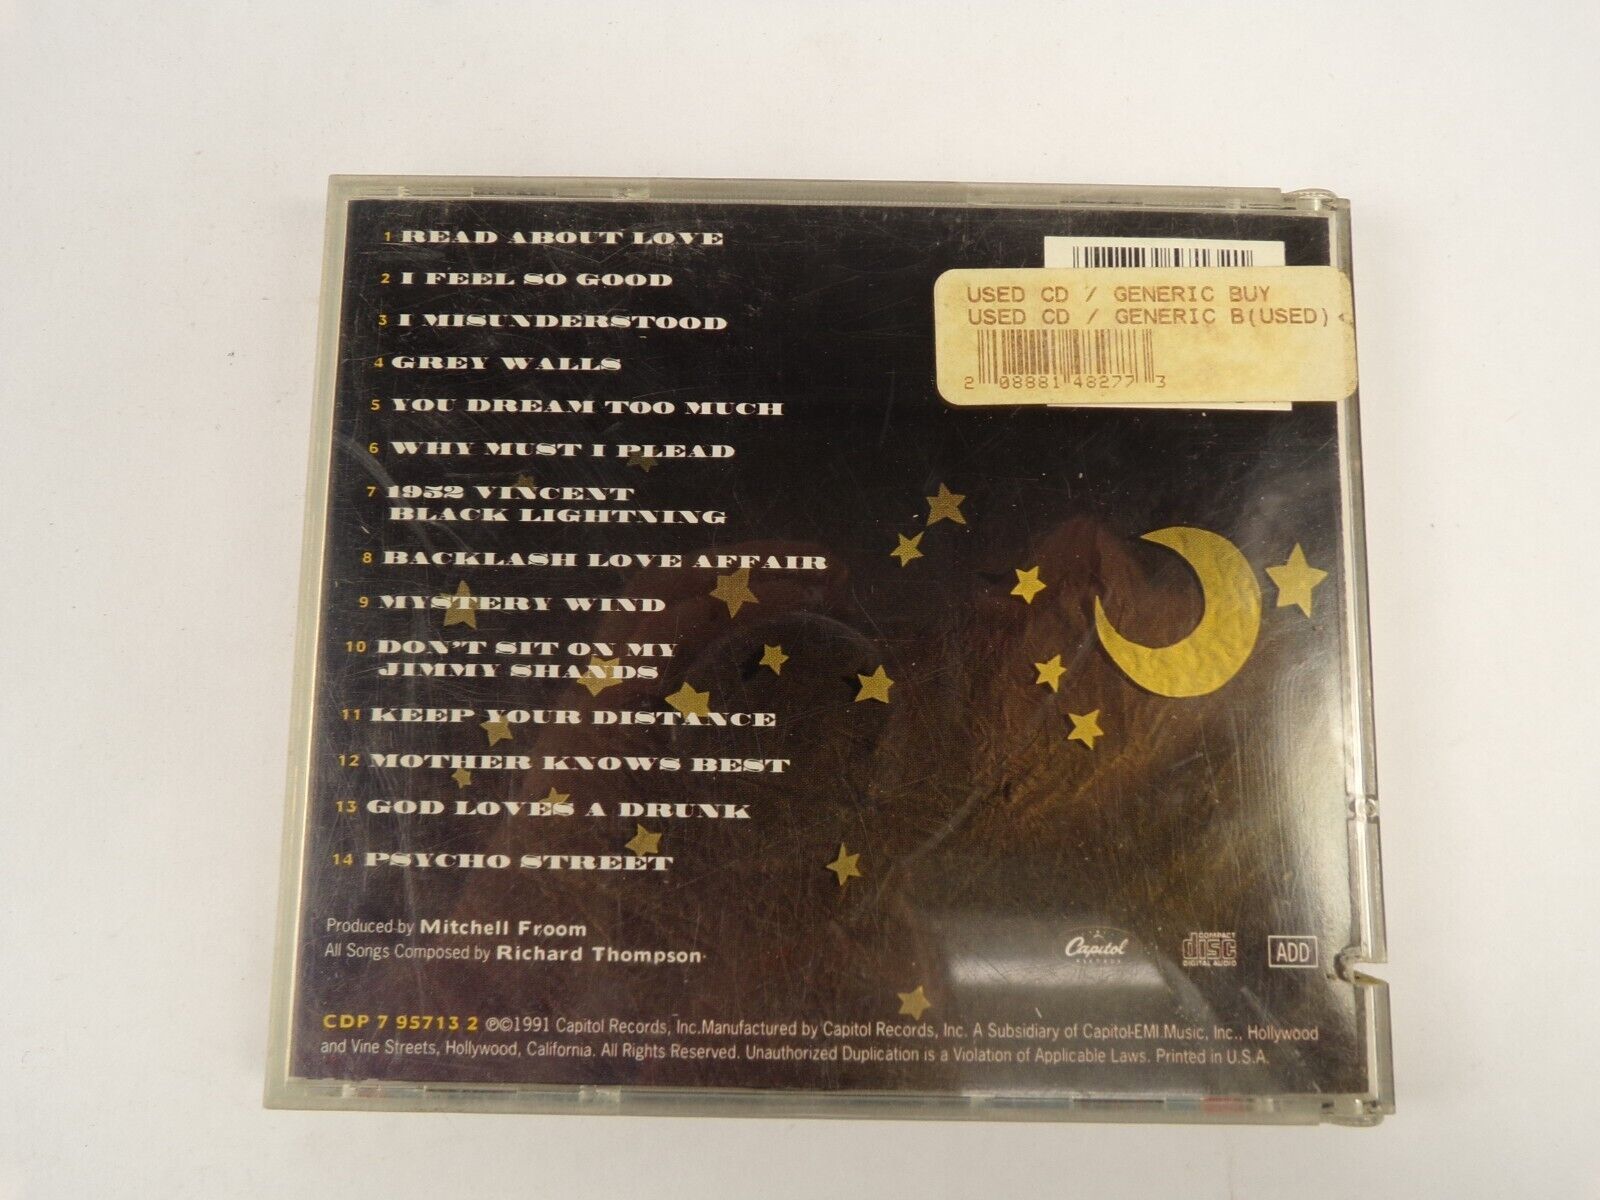 1 READ ABOUT LOVE
2 I FEEL SO GOOD
3 I MISUNDERSTOOD
4 GREY WALLS
5 YOU DREAM TOO MUCH
6 WHY MUST I PLEAD
7 1952 VINCENT
BLACK LIGHTNING
8 BACKLASH LOVE AFFAIR
9 MYSTERY WIND
10 DON'T SIT ON MY
JIMMY SHANDS
11 KEEP YOUR DISTANCE
12 MOTHER KNOWS BEST
13 GOD LOVES A DRUNK
14 PSYCHO STREET
USED CD / GENERIC BUY
USED CD / GENERIC B(USED)
2 08881 48277 3
Produced by Mitchell Froom
All Songs Composed by Richard Thompson
Capitol
RECORDS
COMPACT
disc
DIGITAL AUDIO
ADD
CDP 7 95713 2 ℗©1991 Capitol Records, Inc. Manufactured by Capitol Records, Inc. A Subsidiary of Capitol-EMI Music, Inc., Hollywood
and Vine Streets, Hollywood, California. All Rights Reserved. Unauthorized Duplication is a Violation of Applicable Laws. Printed in U.S.A.